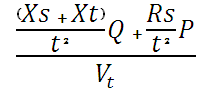 (Xs + Xt)
t² Q + Rs
t² P
Vt